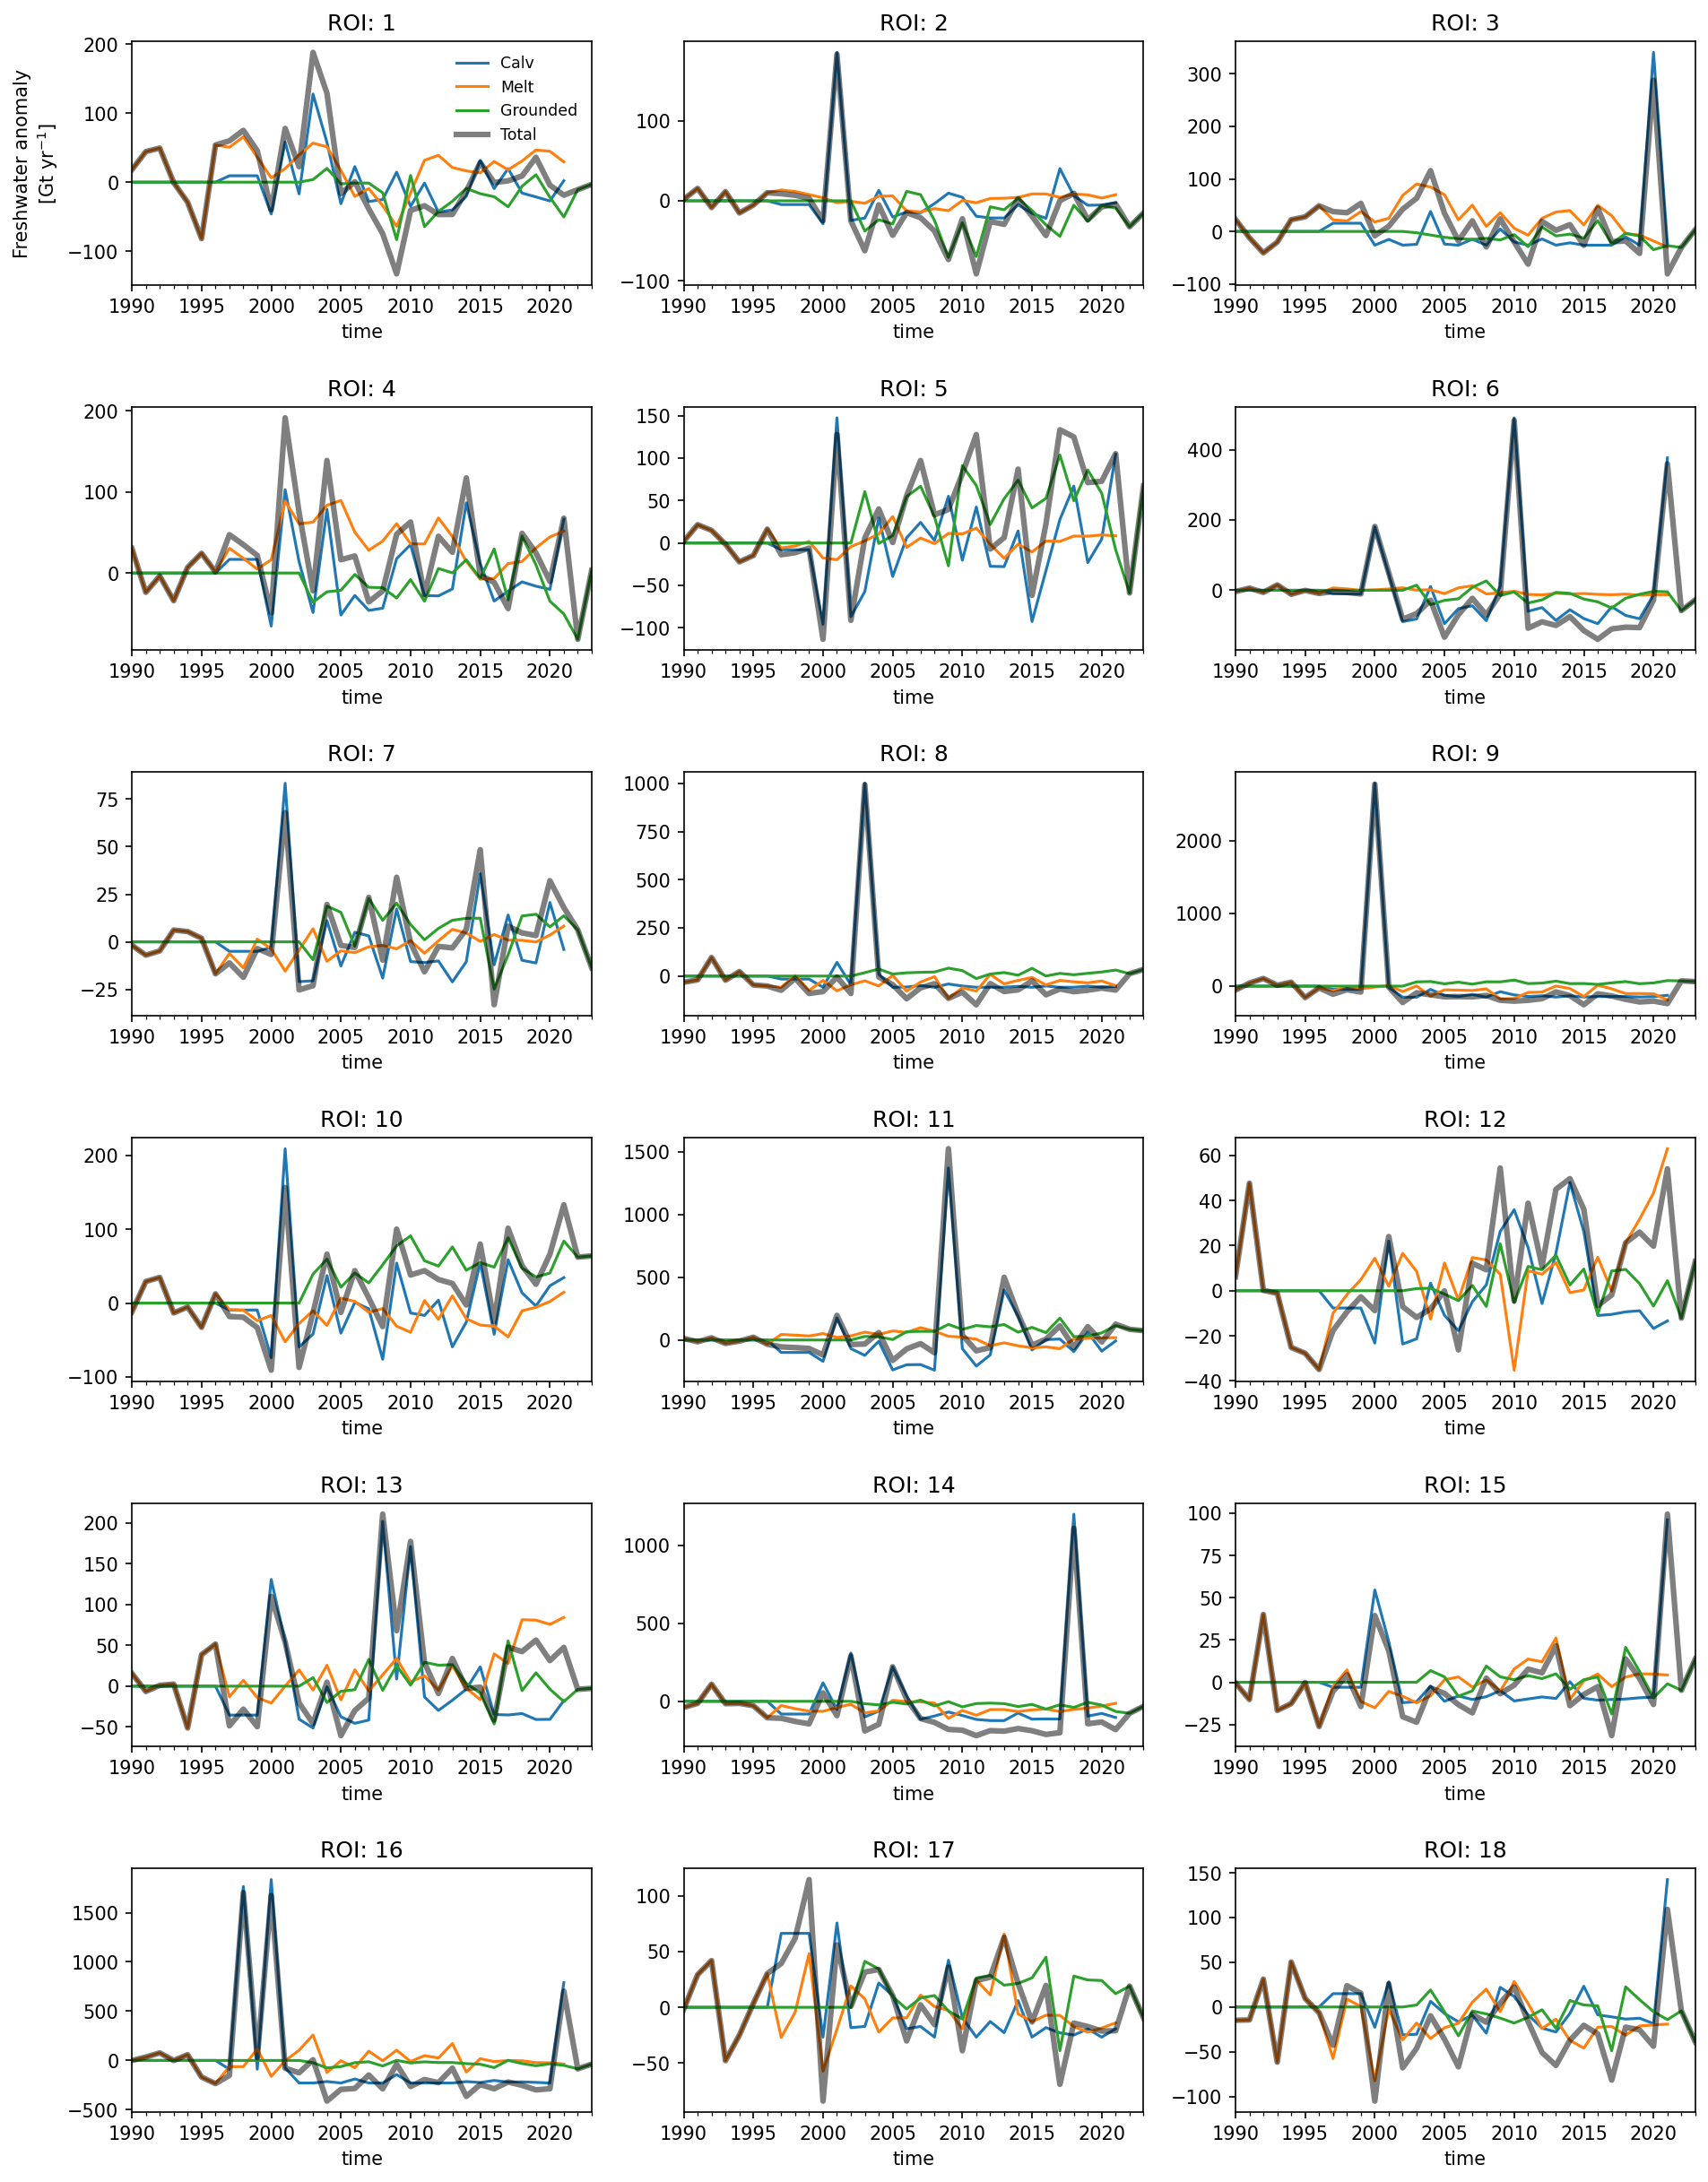 ROI: 1
Freshwater anomaly
[Gt yr⁻¹]
200
100
0
−100
Calv
Melt
Grounded
Total
1990 1995 2000 2005 2010 2015 2020
time
ROI: 2
100
0
−100
1990 1995 2000 2005 2010 2015 2020
time
ROI: 3
300
200
100
0
−100
1990 1995 2000 2005 2010 2015 2020
time
ROI: 4
200
100
0
1990 1995 2000 2005 2010 2015 2020
time
ROI: 5
150
100
50
0
−50
−100
1990 1995 2000 2005 2010 2015 2020
time
ROI: 6
400
200
0
1990 1995 2000 2005 2010 2015 2020
time
ROI: 7
75
50
25
0
−25
1990 1995 2000 2005 2010 2015 2020
time
ROI: 8
1000
750
500
250
0
1990 1995 2000 2005 2010 2015 2020
time
ROI: 9
2000
1000
0
1990 1995 2000 2005 2010 2015 2020
time
ROI: 10
200
100
0
−100
1990 1995 2000 2005 2010 2015 2020
time
ROI: 11
1500
1000
500
0
1990 1995 2000 2005 2010 2015 2020
time
ROI: 12
60
40
20
0
−20
−40
1990 1995 2000 2005 2010 2015 2020
time
ROI: 13
200
150
100
50
0
−50
1990 1995 2000 2005 2010 2015 2020
time
ROI: 14
1000
500
0
1990 1995 2000 2005 2010 2015 2020
time
ROI: 15
100
75
50
25
0
−25
1990 1995 2000 2005 2010 2015 2020
time
ROI: 16
1500
1000
500
0
−500
1990 1995 2000 2005 2010 2015 2020
time
ROI: 17
100
50
0
−50
1990 1995 2000 2005 2010 2015 2020
time
ROI: 18
150
100
50
0
−50
−100
1990 1995 2000 2005 2010 2015 2020
time